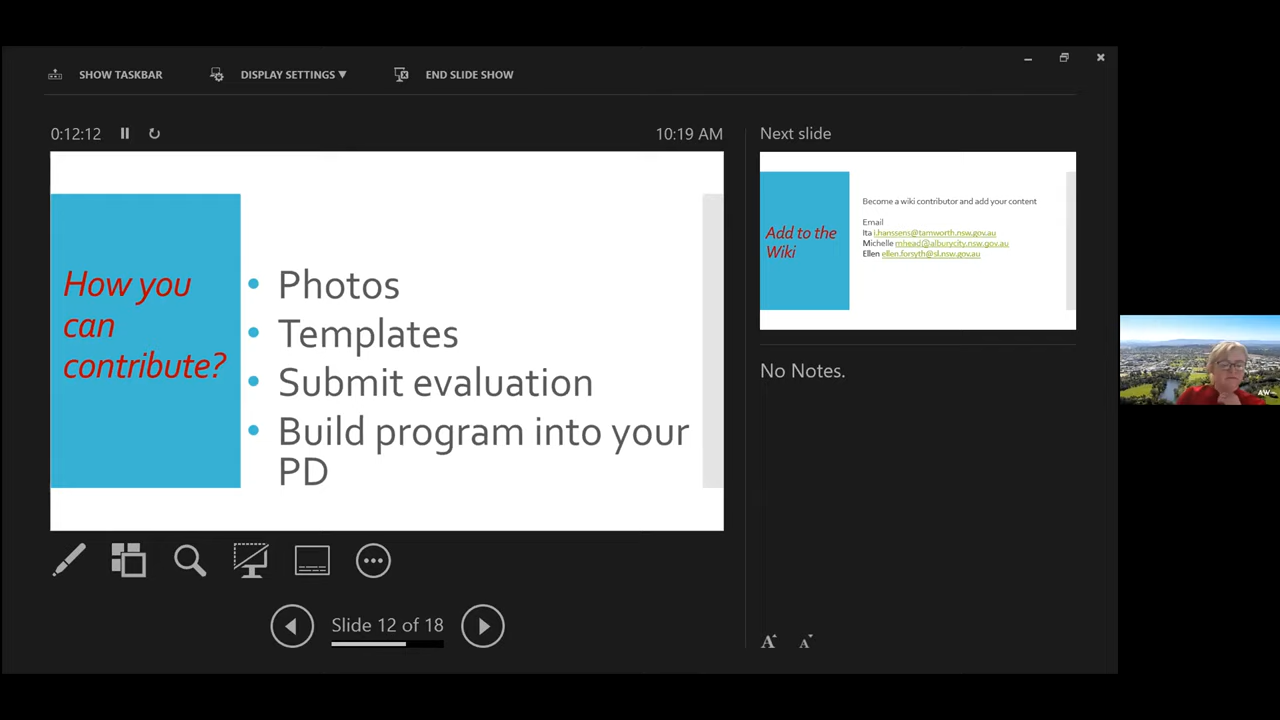 SHOW TASKBAR
DISPLAY SETTINGS ▼
END SLIDE SHOW
0:12:12
10:19 AM
Next slide
How you
can
contribute?
• Photos
• Templates
• Submit evaluation
• Build program into your
PD
Add to the
Wiki
Become a wiki contributor and add your content
Email
Ita i.hanssens@tamworth.nsw.gov.au
Michelle mhead@alburycity.nsw.gov.au
Ellen ellen.forsyth@sl.nsw.gov.au
No Notes.
AW
Slide 12 of 18
A A